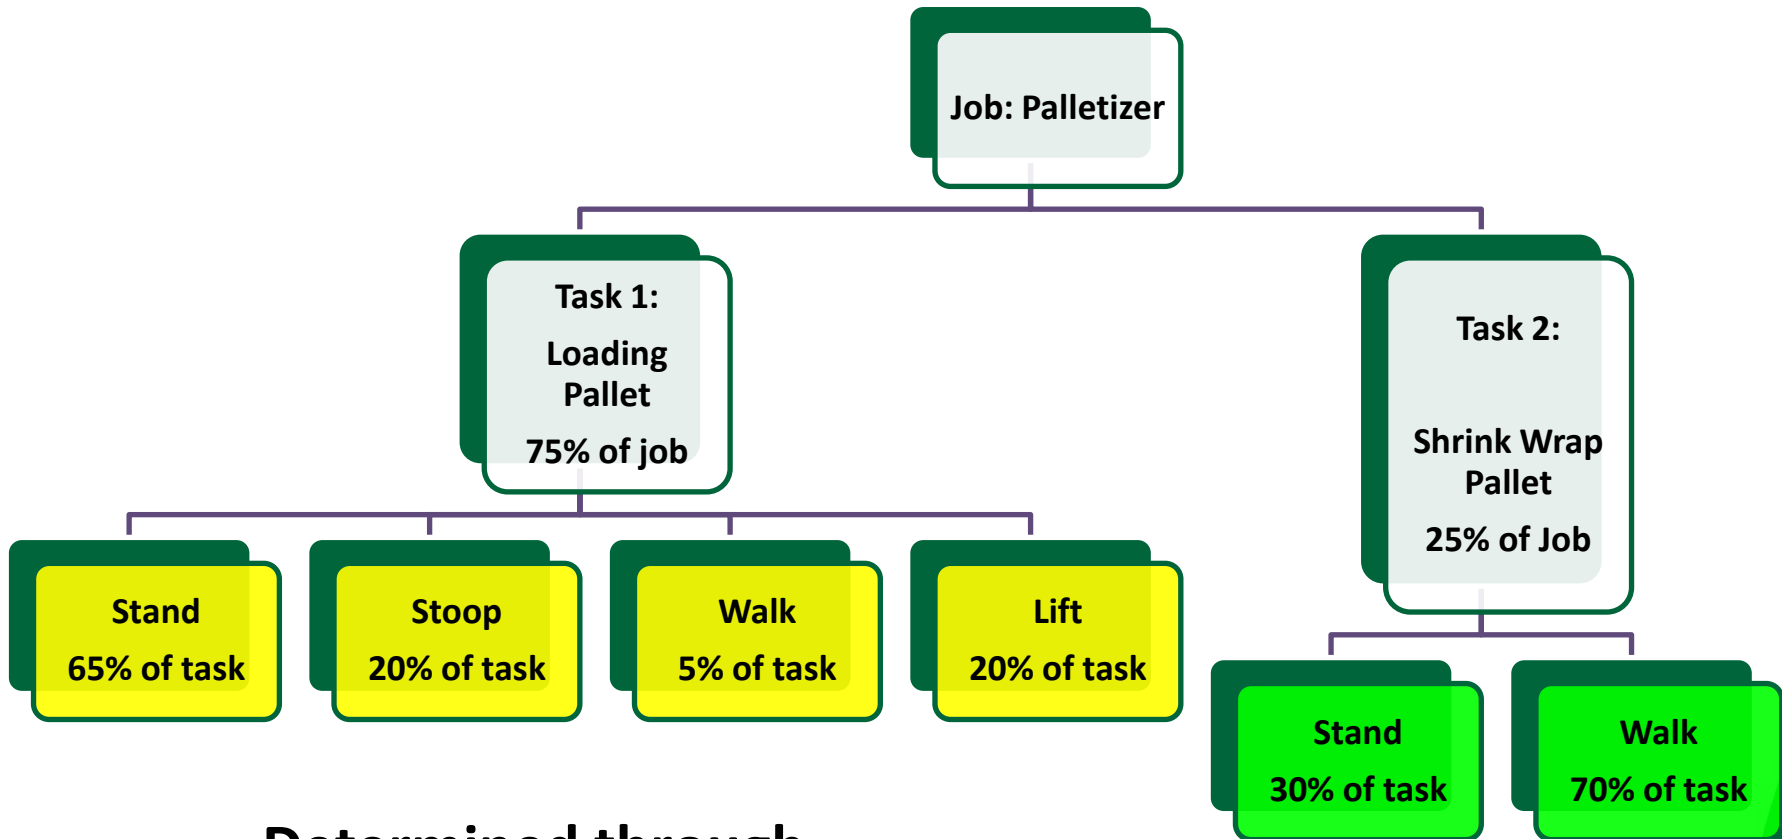 Job: Palletizer
Task 1:
Loading
Pallet
75% of job
Task 2:
Shrink Wrap
Pallet
25% of Job
Stand
65% of task
Stoop
20% of task
Walk
5% of task
Lift
20% of task
Stand
30% of task
Walk
70% of task
Determined through